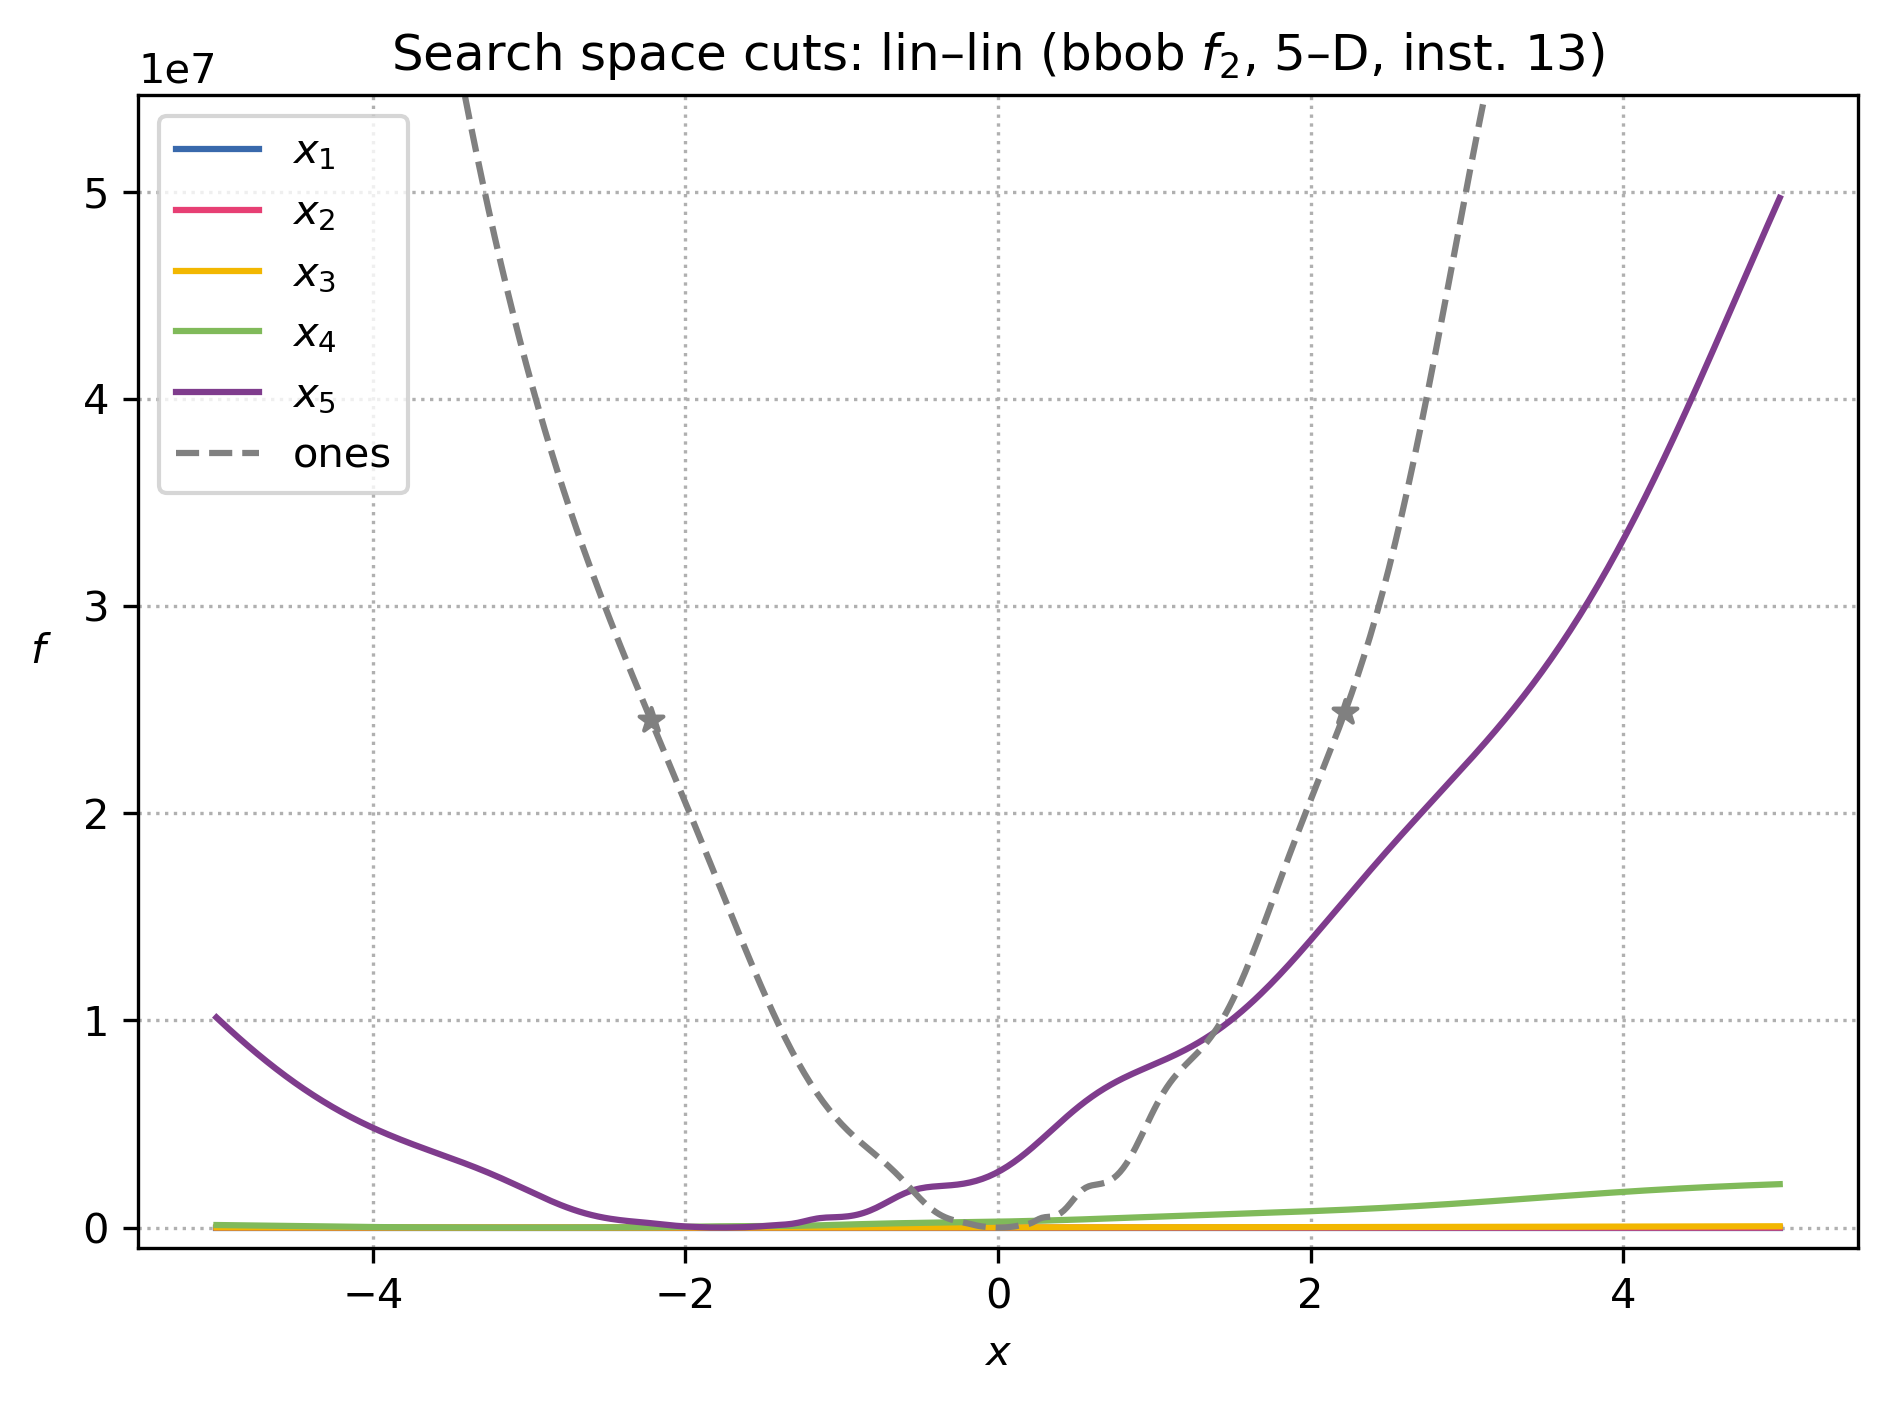 Search space cuts: lin–lin (bbob f₂, 5–D, inst. 13)
1e7
x₁
x₂
x₃
x₄
x₅
ones
5
4
3
2
1
0
f
−4 −2 0 2 4
x